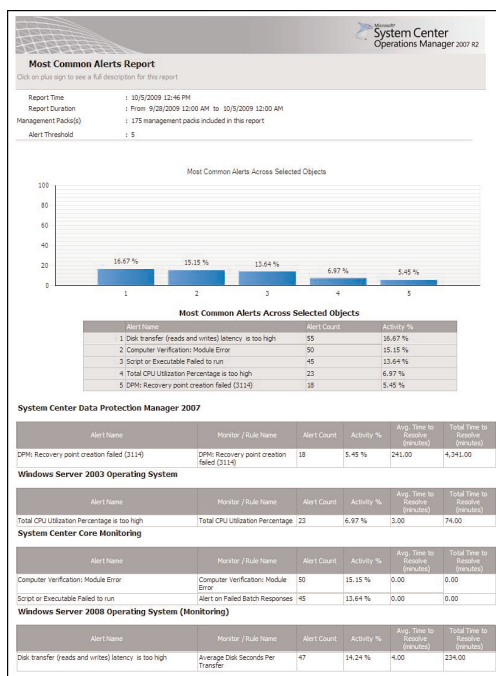 Microsoft
System Center
Operations Manager 2007 R2
Most Common Alerts Report
Click on plus sign to see a full description for this report
Report Time : 10/5/2009 12:46 PM
Report Duration : From 9/28/2009 12:00 AM to 10/5/2009 12:00 AM
Management Packs(s) : 175 management packs included in this report
Alert Threshold : 5
Most Common Alerts Across Selected Objects
100
80
60
40
20
0
16.67 % 15.15 % 13.64 % 6.97 % 5.45 %
1 2 3 4 5
Most Common Alerts Across Selected Objects
Alert Name Alert Count Activity %
1 Disk transfer (reads and writes) latency is too high 55 16.67 %
2 Computer Verification: Module Error 50 15.15 %
3 Script or Executable Failed to run 45 13.64 %
4 Total CPU Utilization Percentage is too high 23 6.97 %
5 DPM: Recovery point creation failed (3114) 18 5.45 %
System Center Data Protection Manager 2007
Alert Name Monitor / Rule Name Alert Count Activity % Avg. Time to Resolve (minutes) Total Time to Resolve (minutes)
DPM: Recovery point creation failed (3114) DPM: Recovery point creation failed (3114) 18 5.45 % 241.00 4,341.00
Windows Server 2003 Operating System
Alert Name Monitor / Rule Name Alert Count Activity % Avg. Time to Resolve (minutes) Total Time to Resolve (minutes)
Total CPU Utilization Percentage is too high Total CPU Utilization Percentage 23 6.97 % 3.00 74.00
System Center Core Monitoring
Alert Name Monitor / Rule Name Alert Count Activity % Avg. Time to Resolve (minutes) Total Time to Resolve (minutes)
Computer Verification: Module Error Computer Verification: Module Error 50 15.15 % 0.00 0.00
Script or Executable Failed to run Alert on Failed Batch Responses 45 13.64 % 0.00 0.00
Windows Server 2008 Operating System (Monitoring)
Alert Name Monitor / Rule Name Alert Count Activity % Avg. Time to Resolve (minutes) Total Time to Resolve (minutes)
Disk transfer (reads and writes) latency is too high Average Disk Seconds Per Transfer 47 14.24 % 4.00 234.00